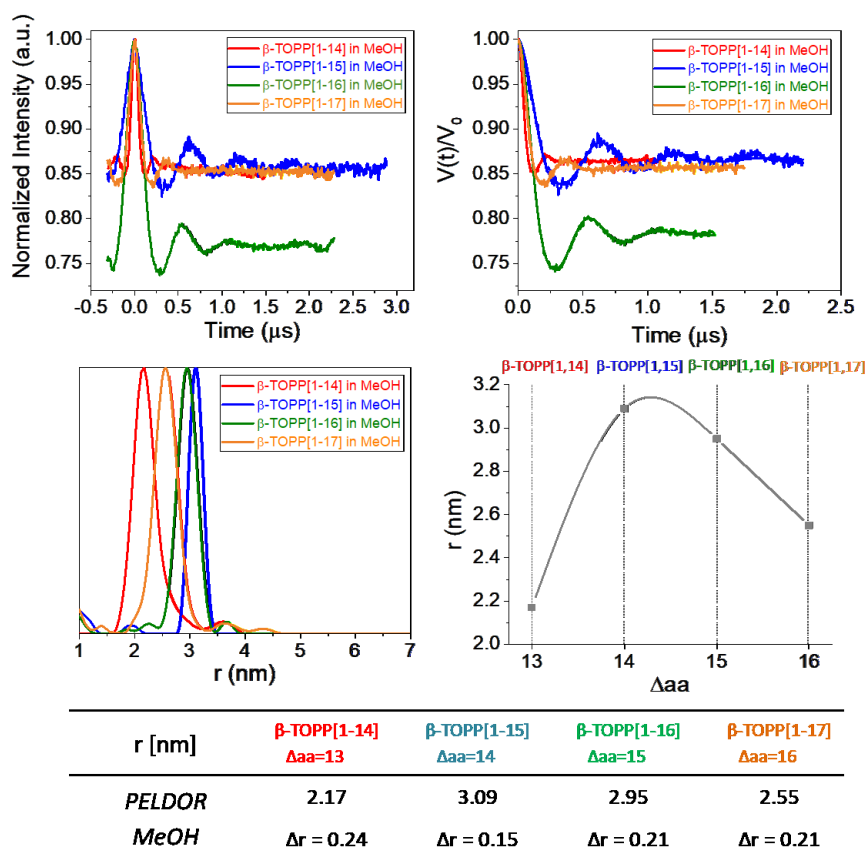 β-TOPP[1-14] in MeOH
β-TOPP[1-15] in MeOH
β-TOPP[1-16] in MeOH
β-TOPP[1-17] in MeOH
Normalized Intensity (a.u.)
1.00
0.95
0.90
0.85
0.80
0.75
-0.5 0.0 0.5 1.0 1.5 2.0 2.5 3.0
Time (μs)
β-TOPP[1-14] in MeOH
β-TOPP[1-15] in MeOH
β-TOPP[1-16] in MeOH
β-TOPP[1-17] in MeOH
V(t)/V0
1.00
0.95
0.90
0.85
0.80
0.75
0.0 0.5 1.0 1.5 2.0 2.5
Time (μs)
β-TOPP[1-14] in MeOH
β-TOPP[1-15] in MeOH
β-TOPP[1-16] in MeOH
β-TOPP[1-17] in MeOH
1 2 3 4 5 6 7
r (nm)
β-TOPP[1,14] β-TOPP[1,15] β-TOPP[1,16] β-TOPP[1,17]
r (nm)
3.2
3.0
2.8
2.6
2.4
2.2
2.0
13 14 15 16
Δaa
r [nm] β-TOPP[1-14] β-TOPP[1-15] β-TOPP[1-16] β-TOPP[1-17]
Δaa=13 Δaa=14 Δaa=15 Δaa=16
PELDOR 2.17 3.09 2.95 2.55
MeOH Δr = 0.24 Δr = 0.15 Δr = 0.21 Δr = 0.21